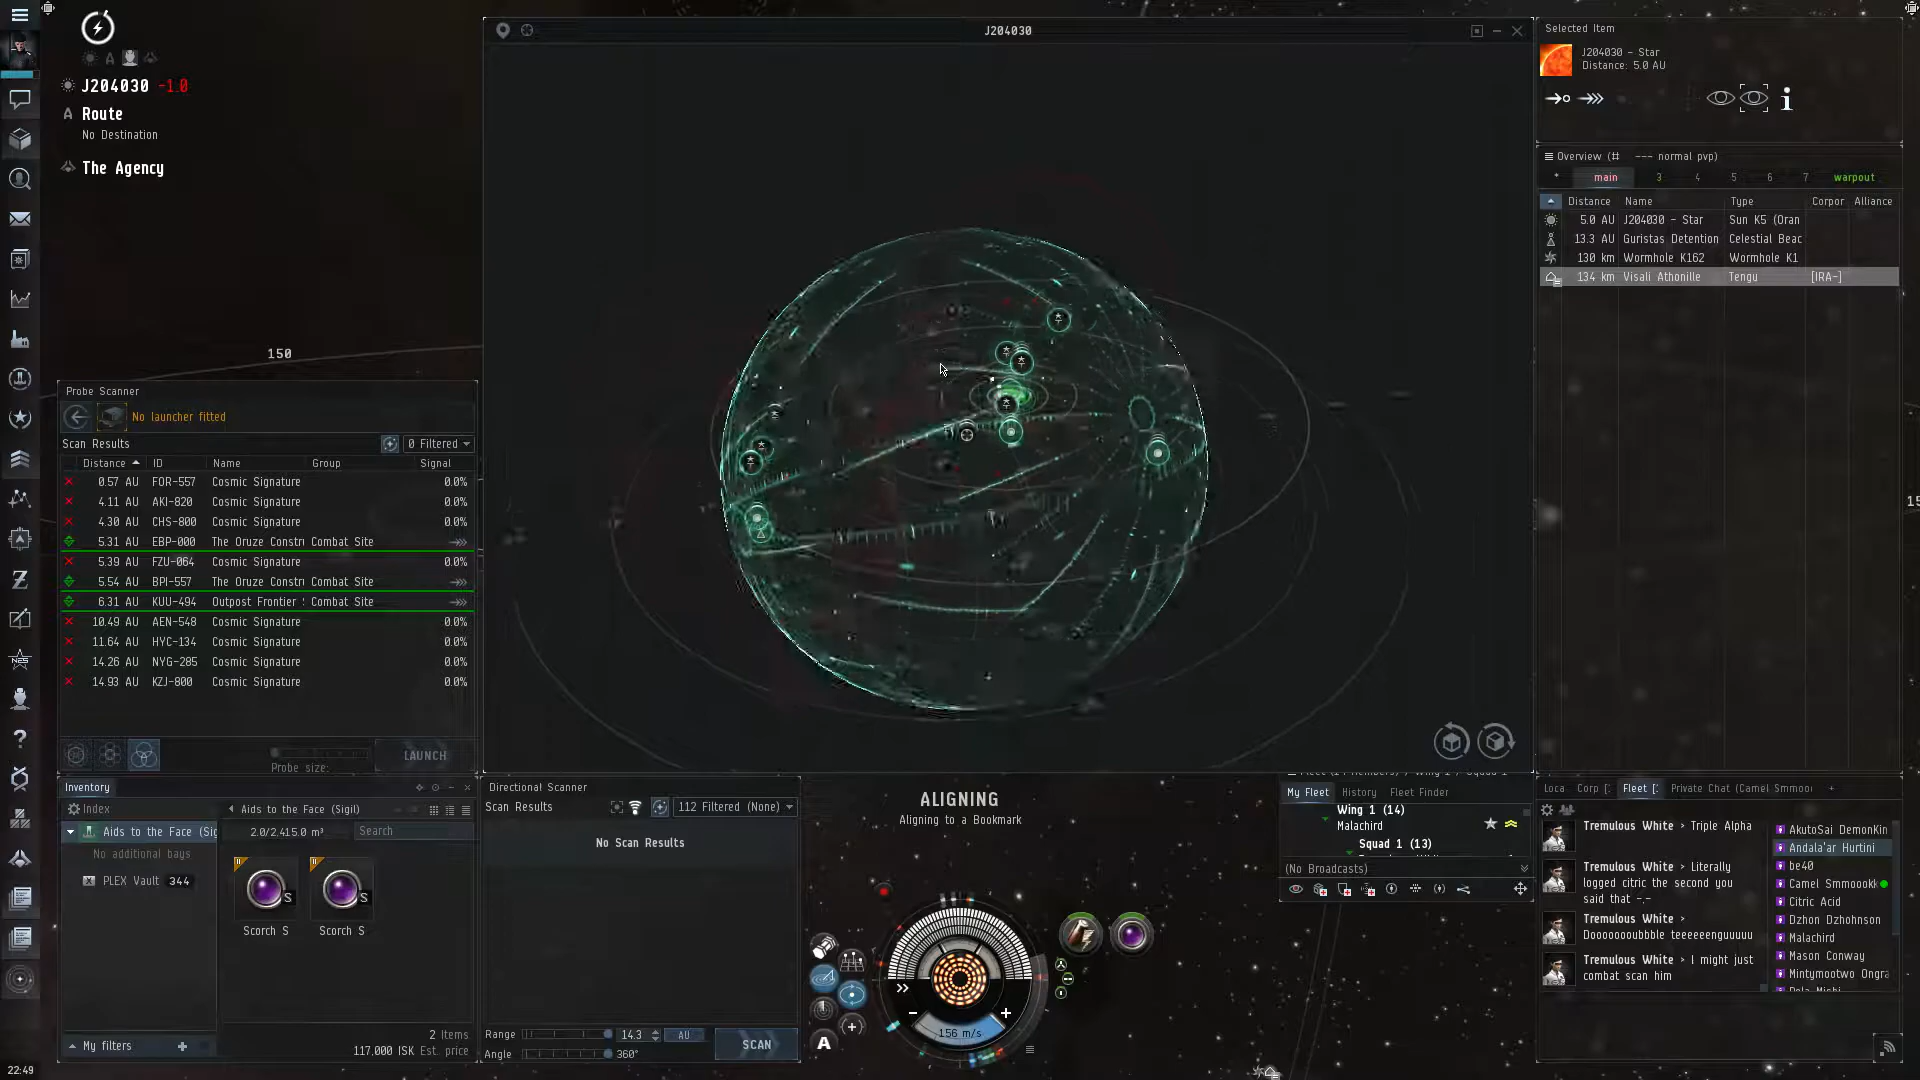 J204030 -1.0
Route
No Destination
The Agency
150
J204030
Selected Item
J204030 - Star
Distance: 5.0 AU
Overview (# --- normal pvp)
* main 3 4 5 6 7 warpout
Distance Name Type Corpor Alliance
5.0 AU J204030 - Star Sun K5 (Oran
13.3 AU Guristas Detention Celestial Beac
130 km Wormhole K162 Wormhole K1
134 km Visali Athonille Tengu [IRA-]
Probe Scanner
No launcher fitted
Scan Results 0 Filtered
Distance ID Name Group Signal
0.57 AU FOR-557 Cosmic Signature 0.0%
4.11 AU AKI-820 Cosmic Signature 0.0%
4.30 AU CHS-800 Cosmic Signature 0.0%
5.31 AU EBP-000 The Oruze Constr Combat Site
5.39 AU FZU-064 Cosmic Signature 0.0%
5.54 AU BPI-557 The Oruze Constr Combat Site
6.31 AU KUU-494 Outpost Frontier Combat Site
10.49 AU AEN-548 Cosmic Signature 0.0%
11.64 AU HYC-134 Cosmic Signature 0.0%
14.26 AU NYG-285 Cosmic Signature 0.0%
14.93 AU KZJ-800 Cosmic Signature 0.0%
Probe size:
LAUNCH
Inventory
Index
Aids to the Face (Sigil)
Aids to the Face (Sig
2.0/2,415.0 m³
Search
No additional bays
PLEX Vault 344
S S
Scorch S Scorch S
My filters +
2 Items
117,000 ISK Est. price
22:49
Directional Scanner
Scan Results 112 Filtered (None)
No Scan Results
Range 14.3 AU
Angle 360°
SCAN
ALIGNING
Aligning to a Bookmark
156 m/s
A
My Fleet History Fleet Finder
Wing 1 (14)
Malachird
Squad 1 (13)
(No Broadcasts)
Loca Corp [: Fleet [: Private Chat (Camel Smmoo +
Tremulous White > Triple Alpha
Tremulous White > Literally
logged citric the second you
said that -.-
Tremulous White >
Dooooooubbble teeeeeenguuuuu
Tremulous White > I might just
combat scan him
AkutoSai DemonKin
Andala'ar Hurtini
be40
Camel Smmoookk
Citric Acid
Dzhon Dzhohnson
Malachird
Mason Conway
Mintymootwo Ongra